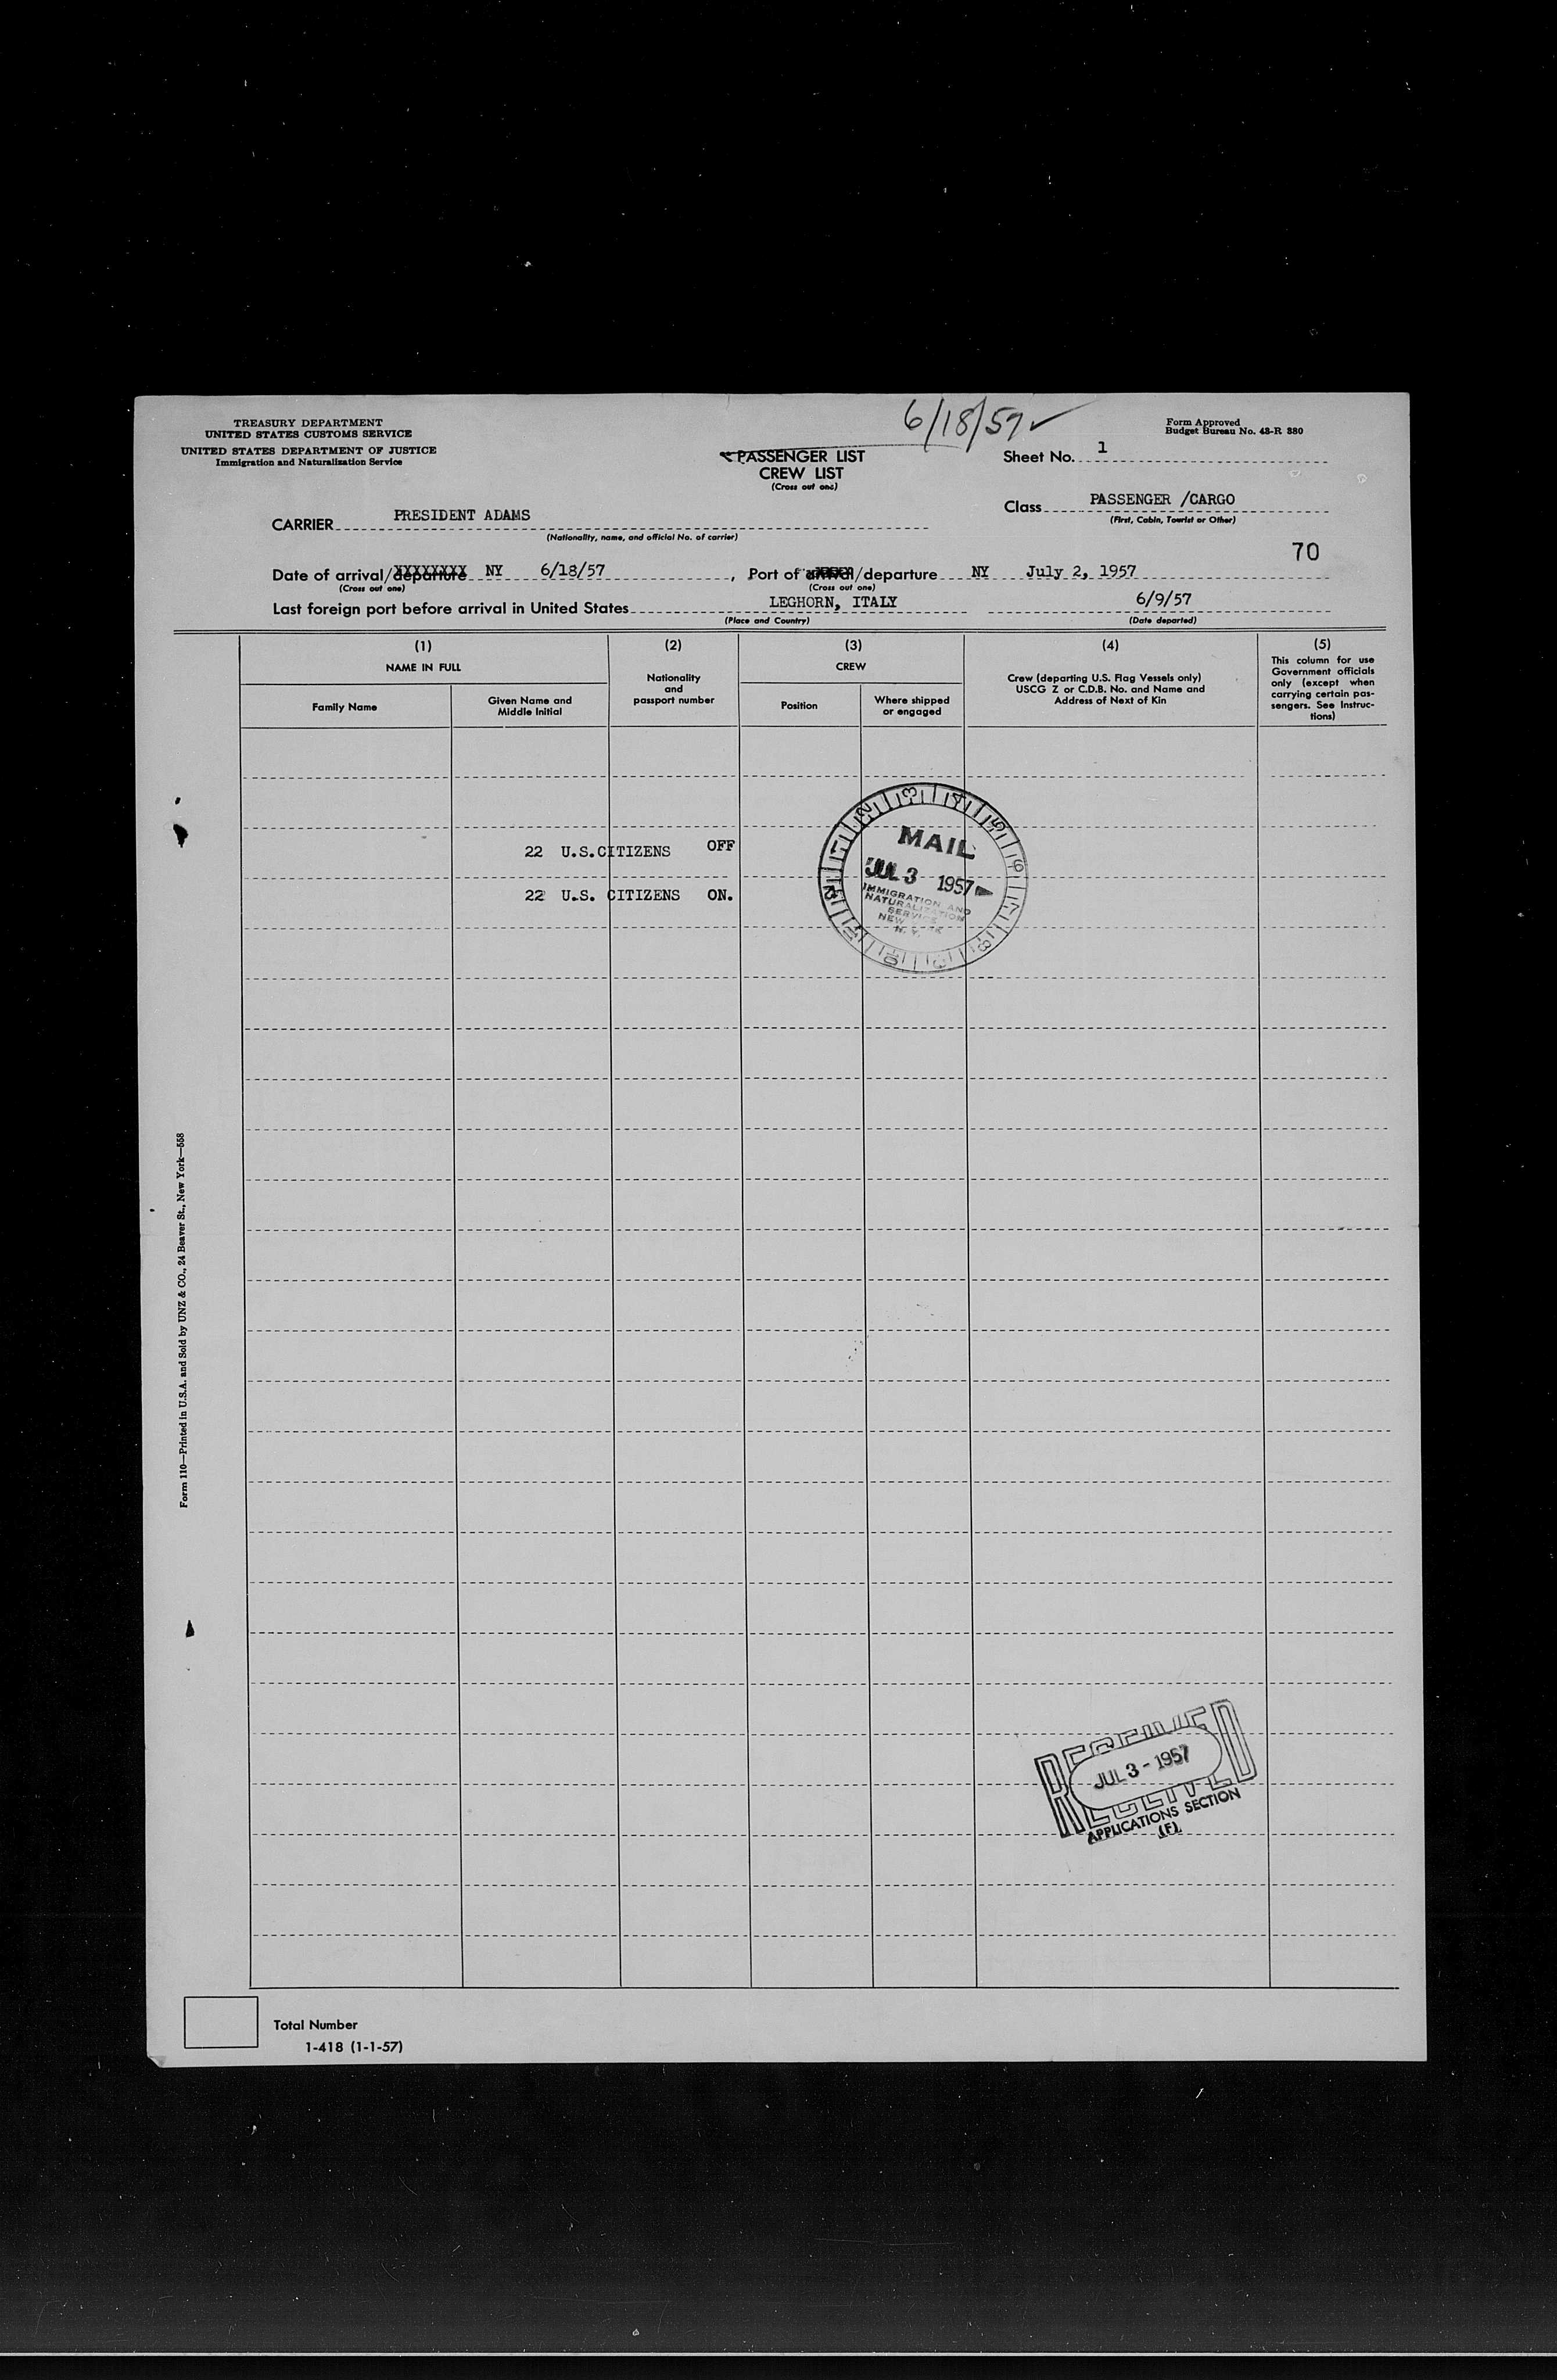 6/18/57 ✓
TREASURY DEPARTMENT
UNITED STATES CUSTOMS SERVICE
UNITED STATES DEPARTMENT OF JUSTICE
Immigration and Naturalization Service
PASSENGER LIST
CREW LIST
(Cross out one)
Form Approved
Budget Bureau No. 43-R 380
Sheet No. 1
Class PASSENGER /CARGO
(First, Cabin, Tourist or Other)
CARRIER PRESIDENT ADAMS
(Nationality, name, and official No. of carrier)
70
Date of arrival/departure NY 6/18/57, Port of arrival/departure NY July 2, 1957
(Cross out one) (Cross out one)
Last foreign port before arrival in United States LEGHORN, ITALY 6/9/57
(Place and Country) (Date departed)
(1) (2) (3) (4) (5)
NAME IN FULL
Family Name
Given Name and
Middle Initial
Nationality
and
passport number
CREW
Position
Where shipped
or engaged
Crew (departing U.S. Flag Vessels only)
USCG Z or C.D.B. No. and Name and
Address of Next of Kin
This column for use
Government officials
only (except when
carrying certain pas-
sengers. See Instruc-
tions)
22 U.S.CITIZENS OFF
22 U.S. CITIZENS ON.
MAIL
JUL 3 1957
IMMIGRATION AND
NATURALIZATION
SERVICE
NEW YORK
N. Y.
Form 110—Printed in U.S.A. and Sold by UNZ & CO., 24 Beaver St., New York—558
RECEIVED
JUL 3 - 1957
APPLICATIONS SECTION
(F)
Total Number
1-418 (1-1-57)